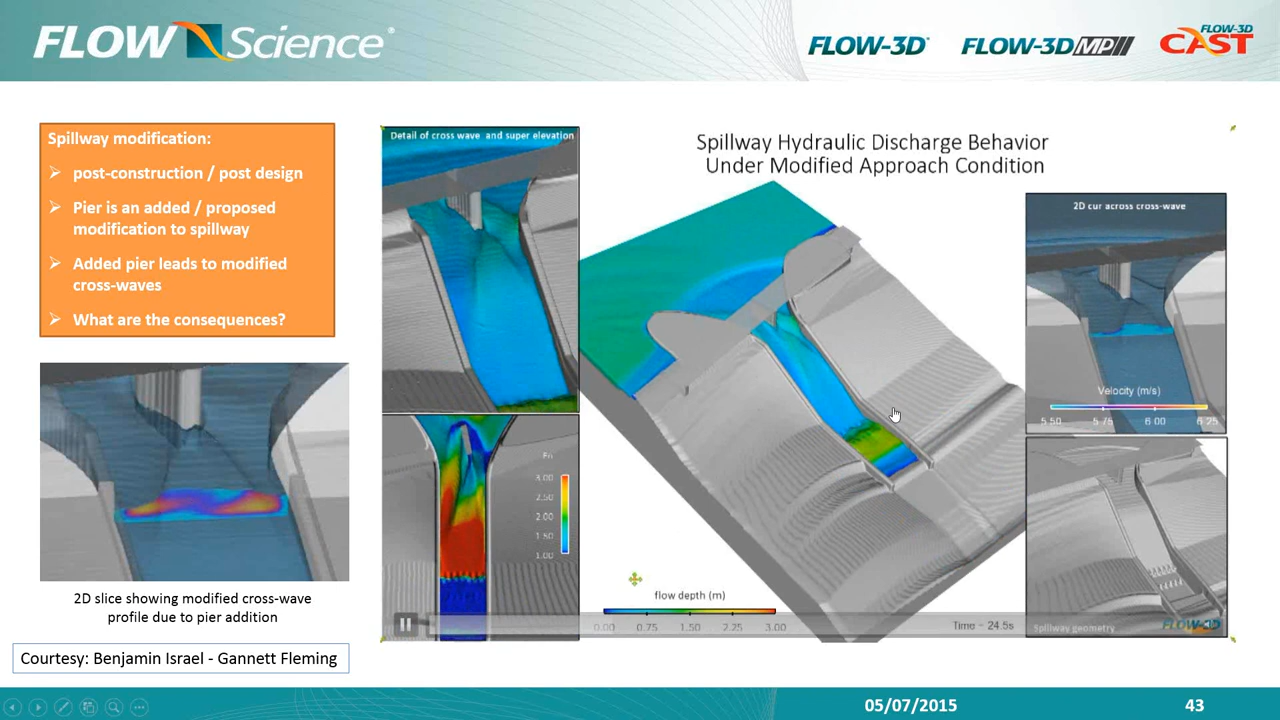 FLOW Science®
FLOW-3D®
FLOW-3D MP
FLOW-3D
CAST
Spillway modification:
post-construction / post design
Pier is an added / proposed
modification to spillway
Added pier leads to modified
cross-waves
What are the consequences?
2D slice showing modified cross-wave
profile due to pier addition
Courtesy: Benjamin Israel - Gannett Fleming
Detail of cross wave and super elevation
Fn
3.00
2.50
2.00
1.50
1.00
Spillway Hydraulic Discharge Behavior
Under Modified Approach Condition
flow depth (m)
0.00 0.75 1.50 2.25 3.00
Time = 24.5s
2D cur across cross-wave
Velocity (m/s)
5.50 5.75 6.00 6.25
Spillway geometry
FLOW-3D
05/07/2015
43